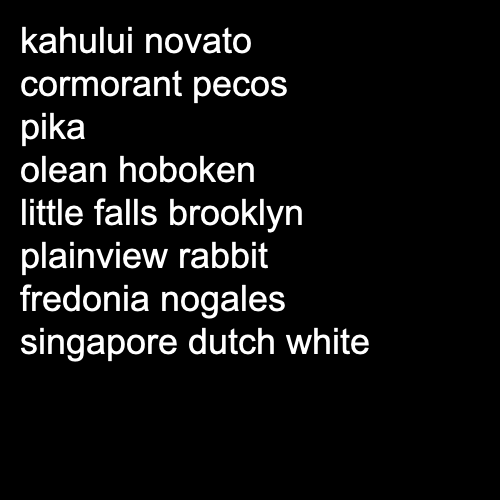 kahului novato
cormorant pecos
pika
olean hoboken
little falls brooklyn
plainview rabbit
fredonia nogales
singapore dutch white